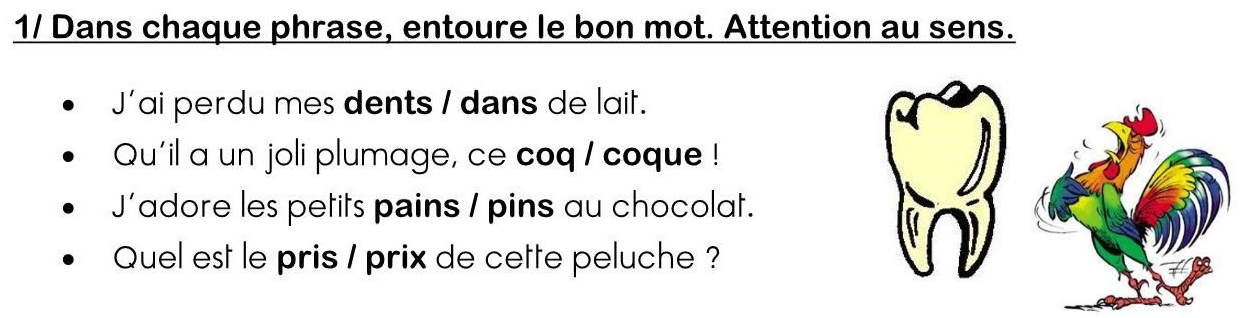 1/ Dans chaque phrase, entoure le bon mot. Attention au sens.
• J'ai perdu mes dents / dans de lait.
• Qu'il a un joli plumage, ce coq / coque !
• J'adore les petits pains / pins au chocolat.
• Quel est le pris / prix de cette peluche ?